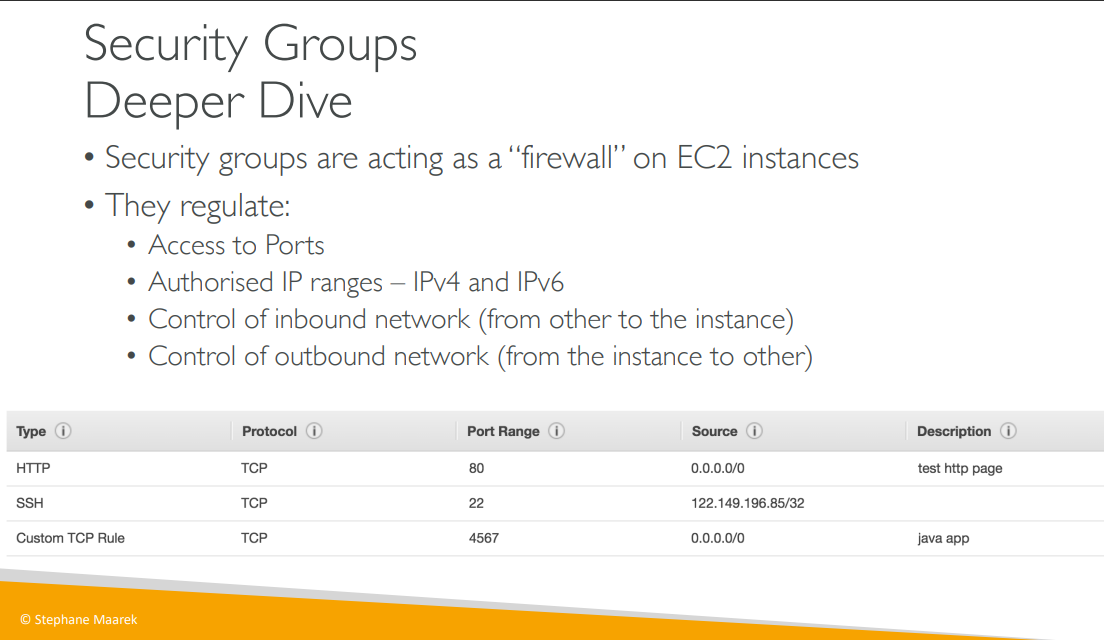 Security Groups
Deeper Dive
• Security groups are acting as a “firewall” on EC2 instances
• They regulate:
• Access to Ports
• Authorised IP ranges – IPv4 and IPv6
• Control of inbound network (from other to the instance)
• Control of outbound network (from the instance to other)
Type i Protocol i Port Range i Source i Description i
HTTP TCP 80 0.0.0.0/0 test http page
SSH TCP 22 122.149.196.85/32
Custom TCP Rule TCP 4567 0.0.0.0/0 java app
© Stephane Maarek